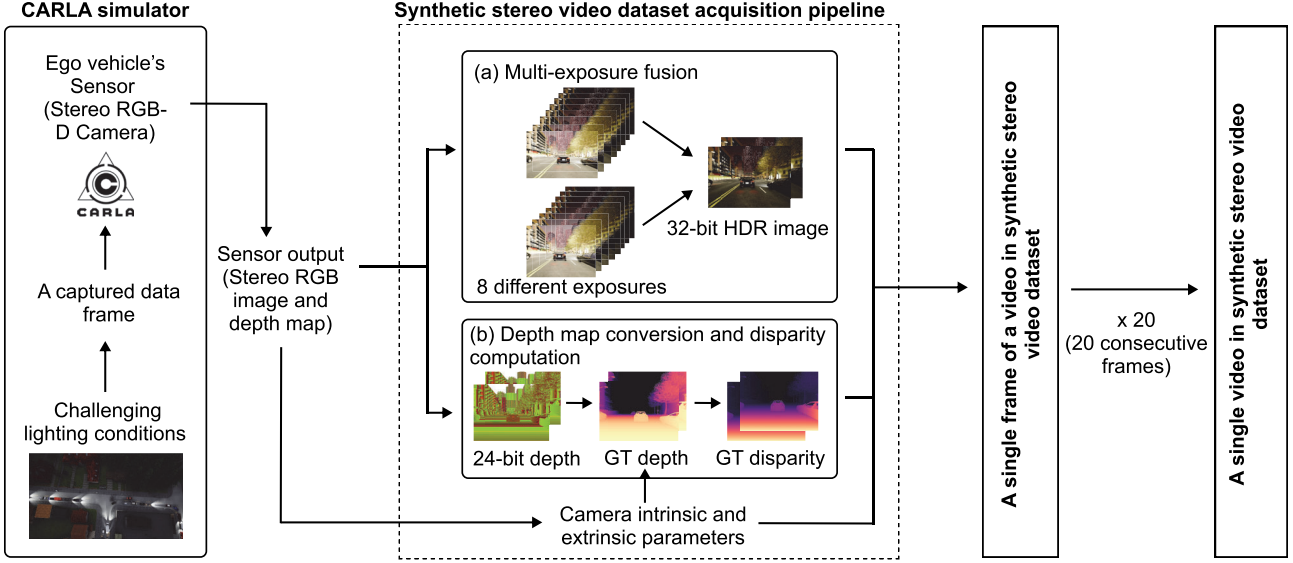 CARLA simulator
Ego vehicle's
Sensor
(Stereo RGB-
D Camera)
C
CARLA
A captured data
frame
Challenging
lighting conditions
Sensor output
(Stereo RGB
image and
depth map)
Synthetic stereo video dataset acquisition pipeline
(a) Multi-exposure fusion
32-bit HDR image
8 different exposures
(b) Depth map conversion and disparity
computation
24-bit depth
GT depth
GT disparity
Camera intrinsic and
extrinsic parameters
A single frame of a video in synthetic stereo
video dataset
x 20
(20 consecutive
frames)
A single video in synthetic stereo video
dataset